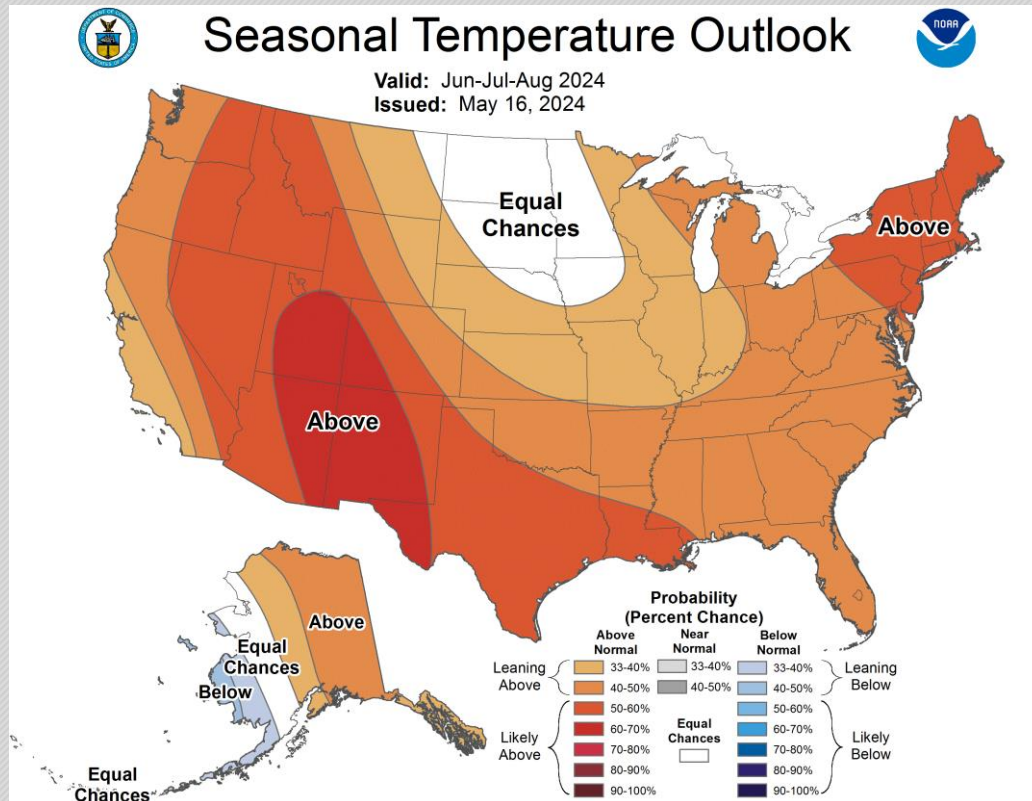 Seasonal Temperature Outlook
NOAA
Valid: Jun-Jul-Aug 2024
Issued: May 16, 2024
Equal
Chances
Above
Above
Above
Equal
Chances
Below
Equal
Chances
Probability
(Percent Chance)
Above
Normal
Near
Normal
Below
Normal
Leaning
Above
33-40%
33-40%
33-40%
Leaning
Below
40-50%
40-50%
40-50%
Likely
Above
50-60%
50-60%
Likely
Below
60-70%
Equal
Chances
60-70%
70-80%
70-80%
80-90%
80-90%
90-100%
90-100%